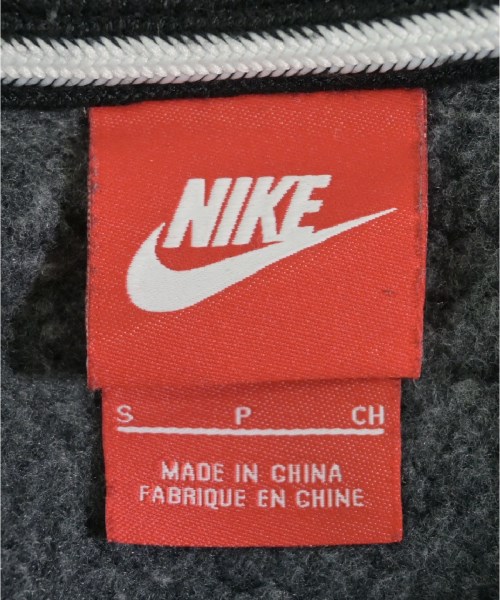 NIKE
S P CH
MADE IN CHINA
FABRIQUE EN CHINE